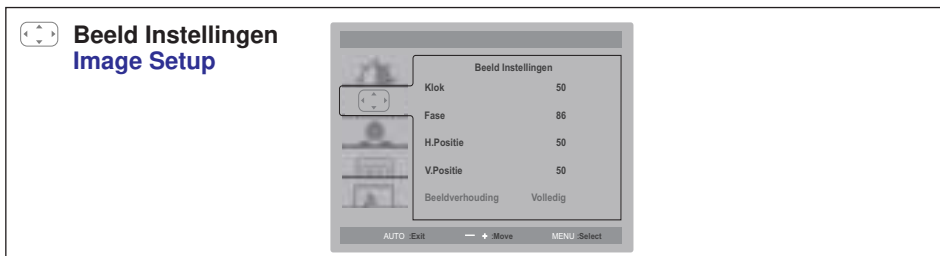 Beeld Instellingen
Image Setup
Beeld Instellingen
Klok 50
Fase 86
H.Positie 50
V.Positie 50
Beeldverhouding Volledig
AUTO :Exit — + :Move MENU :Select